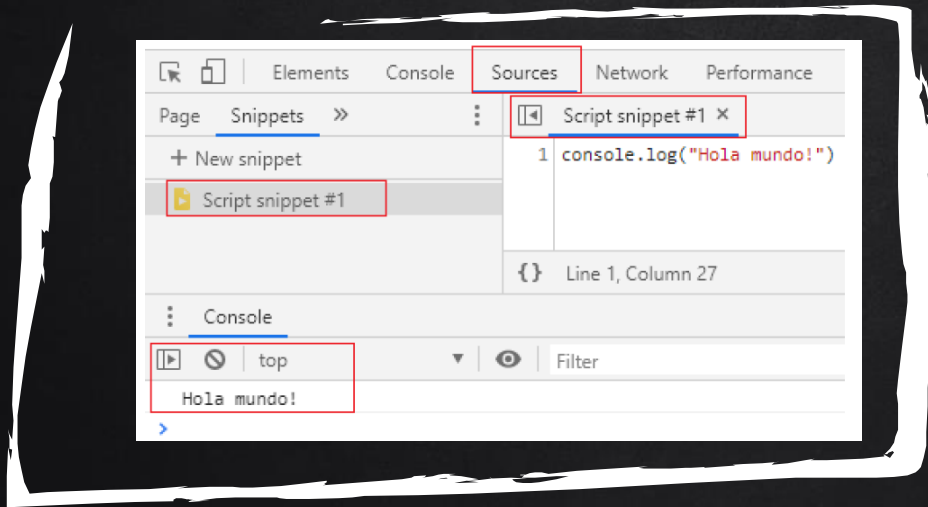 Elements Console Sources Network Performance
Page Snippets »
Script snippet #1 ×
+ New snippet
Script snippet #1
1 console.log("Hola mundo!")
{} Line 1, Column 27
Console
top Filter
Hola mundo!
>